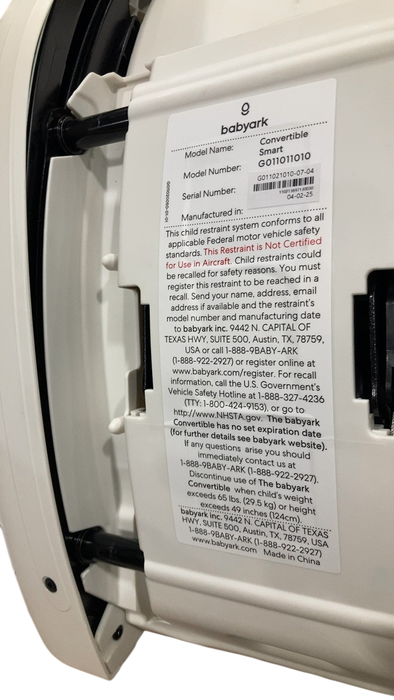 babyark
Model Name: Convertible
Smart
Model Number: G011011010
Serial Number: G011021010-07-04
04-02-25
Manufactured in:
This child restraint system conforms to all
applicable Federal motor vehicle safety
standards. This Restraint is Not Certified
for Use in Aircraft. Child restraints could
be recalled for safety reasons. You must
register this restraint to be reached in a
recall. Send your name, address, email
address if available and the restraint's
model number and manufacturing date
to babyark inc. 9442 N. CAPITAL OF
TEXAS HWY, SUITE 500, Austin, TX, 78759,
USA or call 1-888-9BABY-ARK
(1-888-922-2927) or register online at
www.babyark.com/register. For recall
information, call the U.S. Government's
Vehicle Safety Hotline at 1-888-327-4236
(TTY: 1-800-424-9153), or go to
http://www.NHSTA.gov. The babyark
Convertible has no set expiration date
(for further details see babyark website).
If any questions arise you should
immediately contact us at
1-888-9BABY-ARK (1-888-922-2927).
Discontinue use of The babyark
Convertible when child's weight
exceeds 65 lbs. (29.5 kg) or height
exceeds 49 inches (124cm).
babyark inc. 9442 N. CAPITAL OF TEXAS
HWY, SUITE 500, Austin, TX, 78759. USA
1-888-9BABY-ARK (1-888-922-2927)
www.babyark.com Made in China